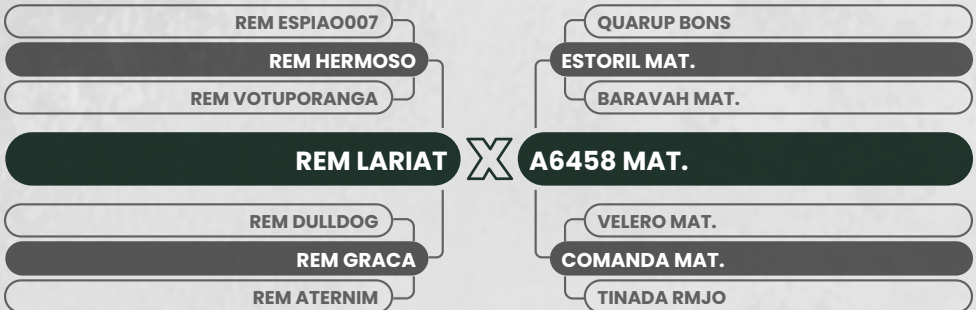 REM ESPIAO007
REM HERMOSO
REM VOTUPORANGA
REM LARIAT
REM DULLDOG
REM GRACA
REM ATERNIM
X
QUARUP BONS
ESTORIL MAT.
BARAVAH MAT.
A6458 MAT.
VELERO MAT.
COMANDA MAT.
TINADA RMJO